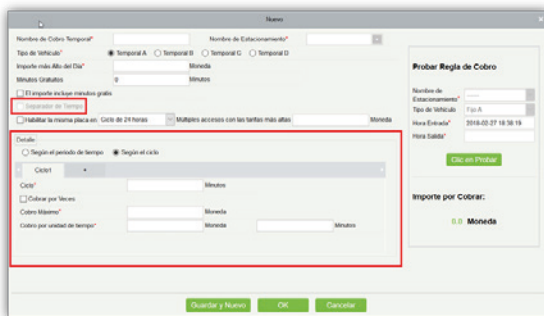 Nuevo
Nombre de Cobro Temporal* Nombre de Estacionamiento*
Tipo de Vehículo* Temporal A Temporal B Temporal C Temporal D
Importe más Alto del Día* Moneda
Minutos Gratuitos 0 Minutos
El importe incluye minutos gratis
Separador de Tiempo
Habilitar la misma placa en Ciclo de 24 horas Múltiples accesos con las tarifas más altas Moneda
Detalle
Según el periodo de tiempo Según el ciclo
Ciclo1 +
Ciclo* Minutos
Cobrar por Veces
Cobro Máximo* Moneda
Cobro por unidad de tiempo* Moneda Minutos
Probar Regla de Cobro
Nombre de
Estacionamiento* ------
Tipo de Vehículo Fijo A
Hora Entrada* 2018-02-27 18:38:19
Hora Salida*
Clic en Probar
Importe por Cobrar:
0.0 Moneda
Guardar y Nuevo OK Cancelar